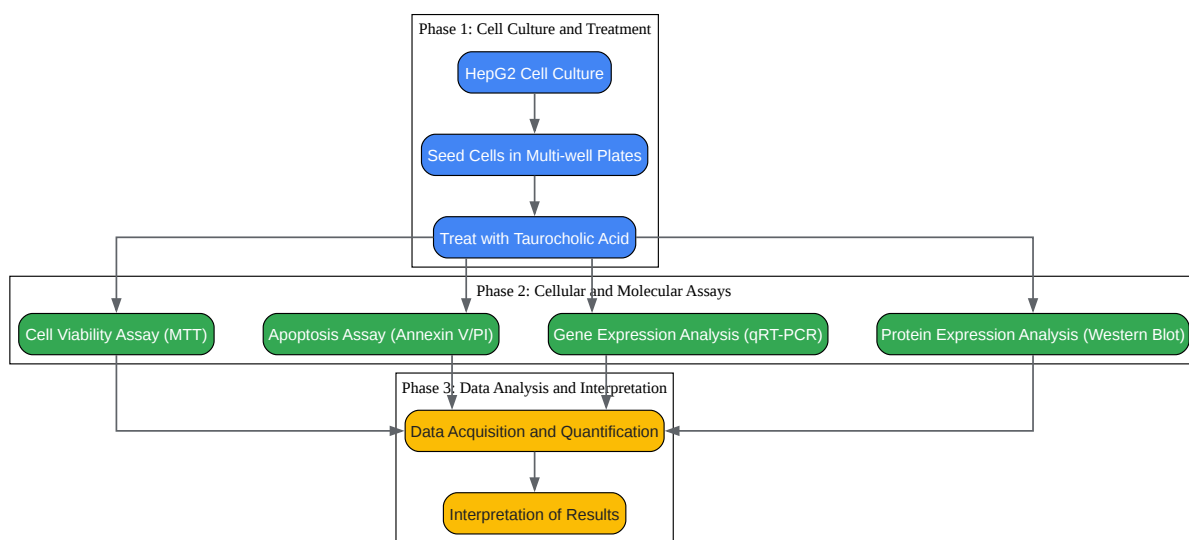 Phase 1: Cell Culture and Treatment
HepG2 Cell Culture
Seed Cells in Multi-well Plates
Treat with Taurocholic Acid
Phase 2: Cellular and Molecular Assays
Cell Viability Assay (MTT)
Apoptosis Assay (Annexin V/PI)
Gene Expression Analysis (qRT-PCR)
Protein Expression Analysis (Western Blot)
Phase 3: Data Analysis and Interpretation
Data Acquisition and Quantification
Interpretation of Results